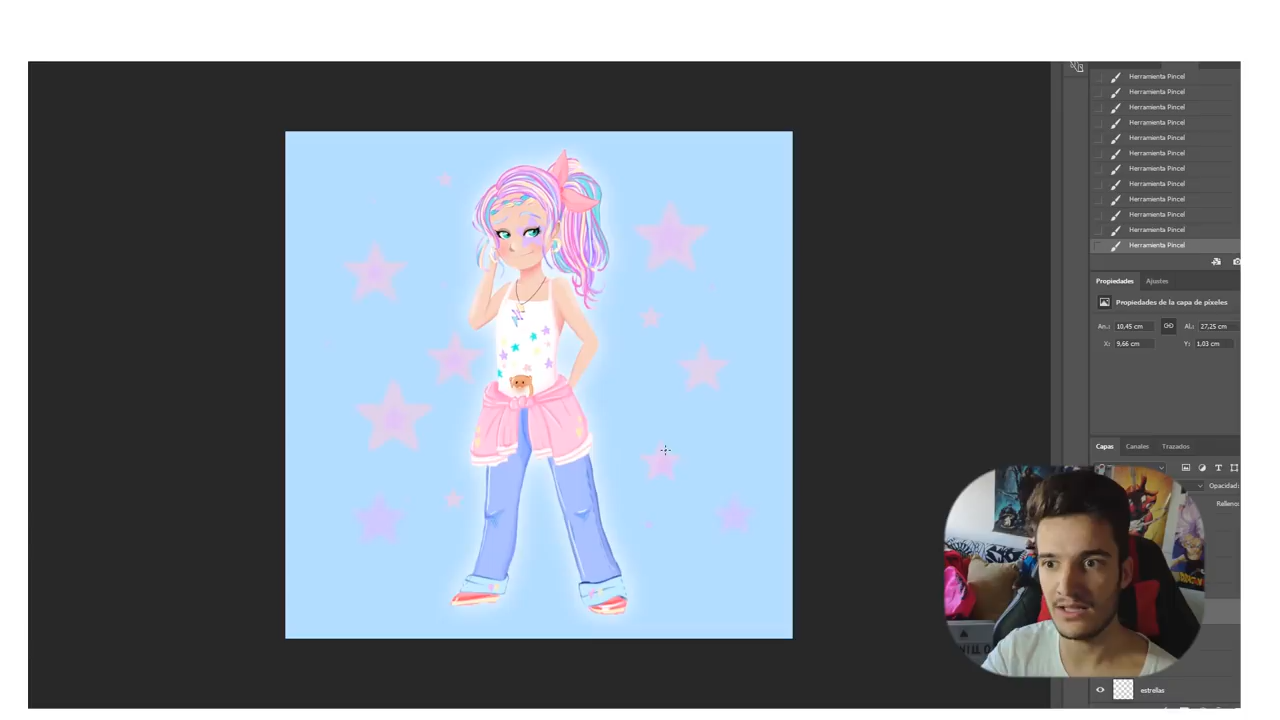 Herramienta Pincel
Herramienta Pincel
Herramienta Pincel
Herramienta Pincel
Herramienta Pincel
Herramienta Pincel
Herramienta Pincel
Herramienta Pincel
Herramienta Pincel
Herramienta Pincel
Herramienta Pincel
Herramienta Pincel
Propiedades Ajustes
Propiedades de la capa de píxeles
An.: 10,45 cm Al.: 27,25 cm
X: 9,66 cm Y: 1,03 cm
Capas Canales Trazados
Opacidad:
Relleno:
estrellas